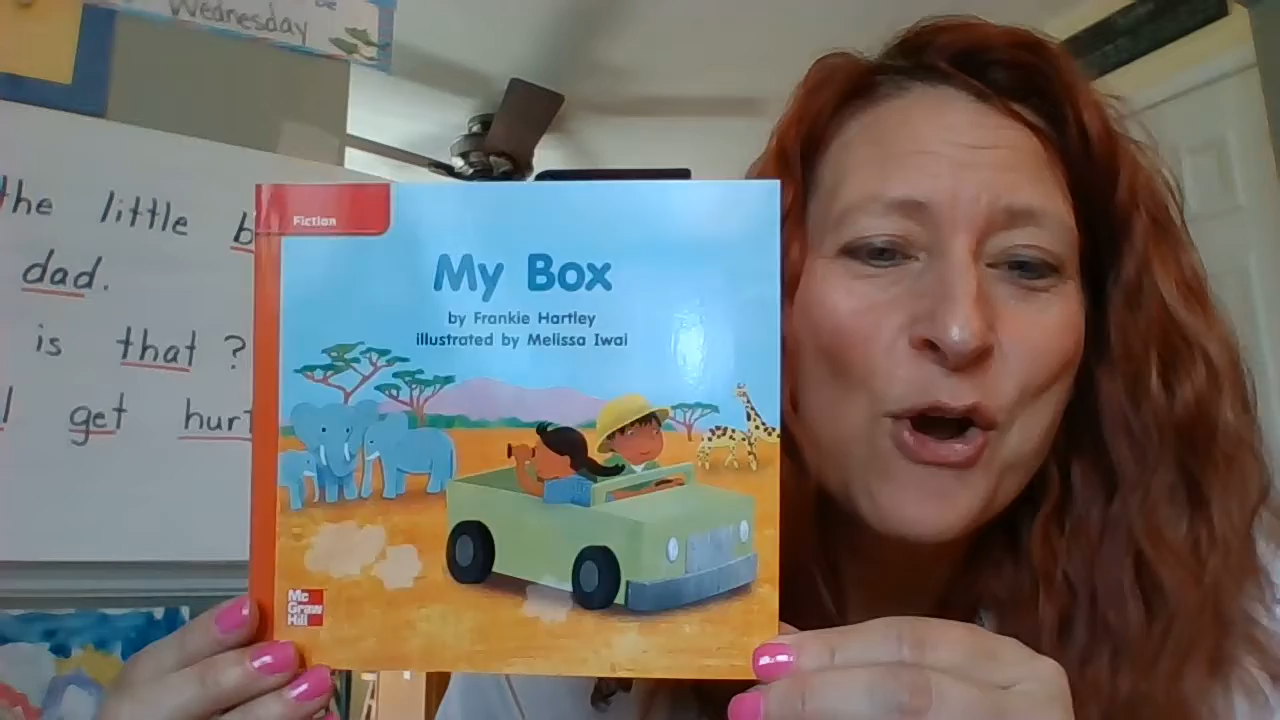 Wednesday
the little b
dad.
is that ?
get hurt
Fiction
My Box
by Frankie Hartley
illustrated by Melissa Iwai
Mc
Graw
Hill